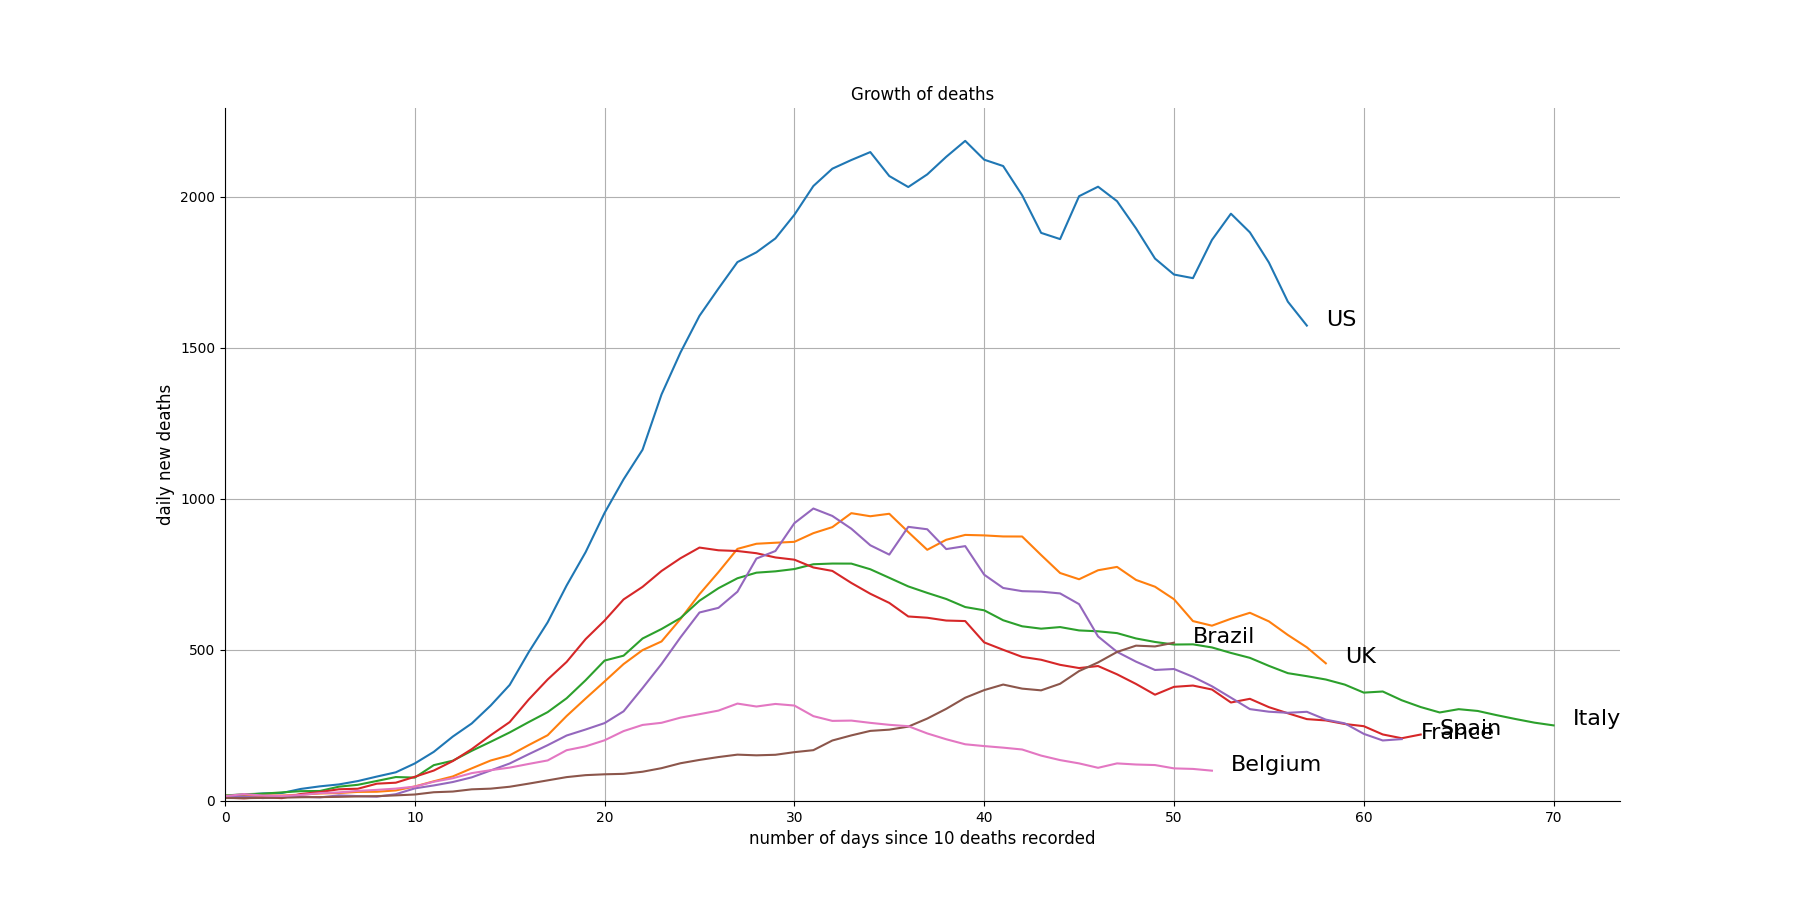 Growth of deaths
daily new deaths
2000
1500
1000
500
0
US
Brazil
UK
Italy
Spain
France
Belgium
0 10 20 30 40 50 60 70
number of days since 10 deaths recorded